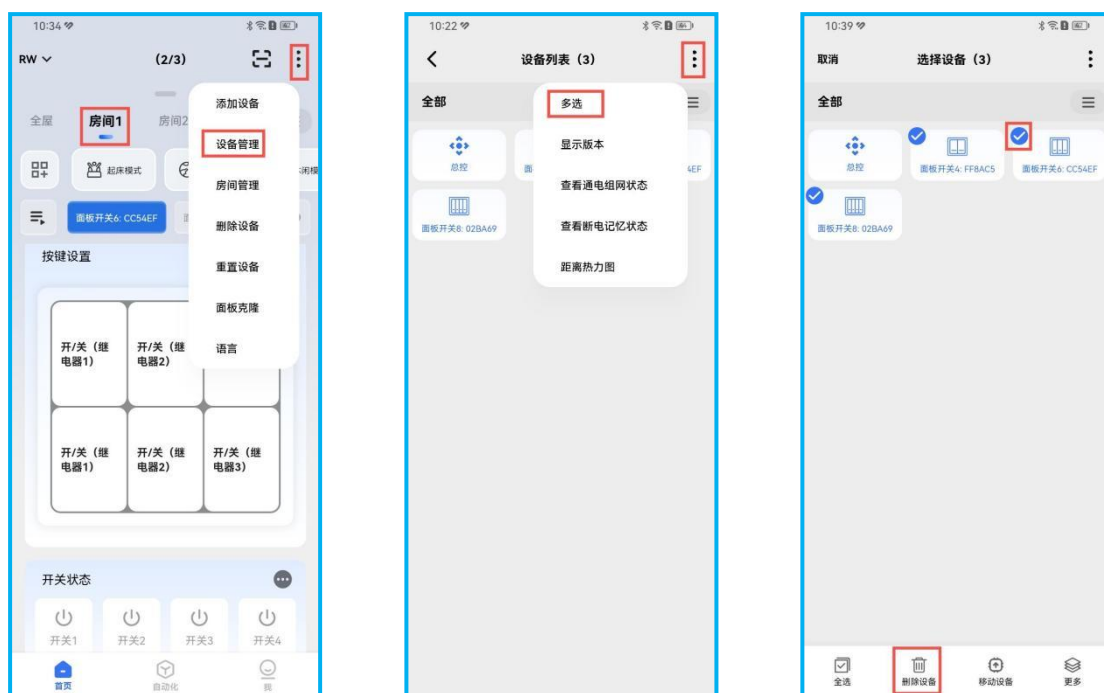 10:34
RW
(2/3)
添加设备
全屋
房间1
房间2
设备管理
起床模式
房间管理
面板开关6: CC54EF
删除设备
按键设置
重置设备
面板克隆
语言
开/关（继
电器1）
开/关（继
电器2）
开/关（继
电器1）
开/关（继
电器2）
开/关（继
电器3）
开关状态
开关1
开关2
开关3
开关4
首页
自动化
我
10:22
设备列表（3）
全部
多选
显示版本
总控
查看通电组网状态
面板开关8: 02BA69
查看断电记忆状态
距离热力图
10:39
取消
选择设备（3）
全部
总控
面板开关4: FF8AC5
面板开关6: CC54EF
面板开关8: 02BA69
全选
删除设备
移动设备
更多